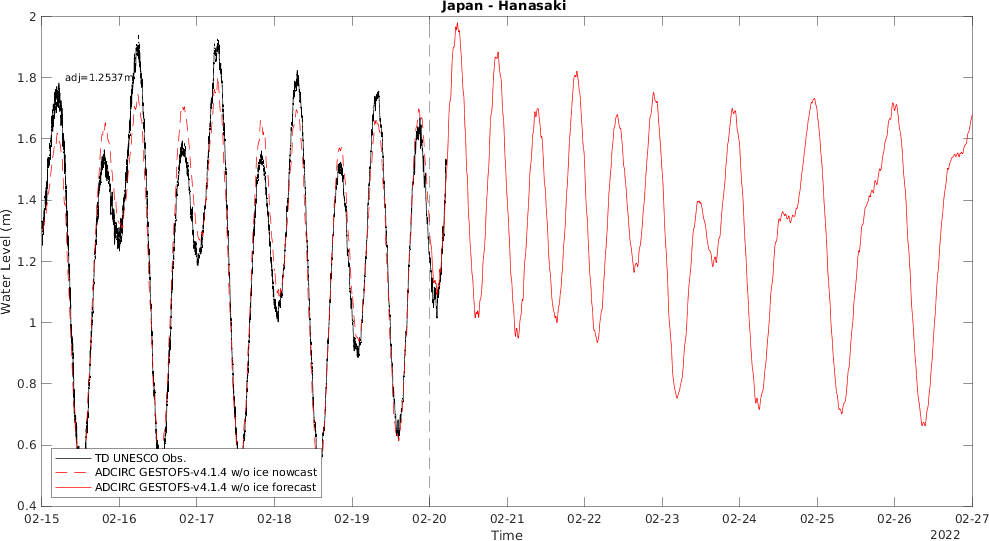 Japan - Hanasaki
2
1.8
1.6
1.4
1.2
1
0.8
0.6
0.4
Water Level (m)
adj=1.2537m
TD UNESCO Obs.
ADCIRC GESTOFS-v4.1.4 w/o ice nowcast
ADCIRC GESTOFS-v4.1.4 w/o ice forecast
02-15 02-16 02-17 02-18 02-19 02-20 02-21 02-22 02-23 02-24 02-25 02-26 02-27
Time
2022